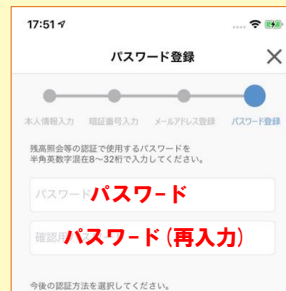 17:51
パスワード登録
本人情報入力 暗証番号入力 メールアドレス登録 パスワード登録
残高照会等の認証で使用するパスワードを
半角英数字混在8～32桁で入力してください。
パスワード パスワード
確認用 パスワード(再入力)
今後の認証方法を選択してください。